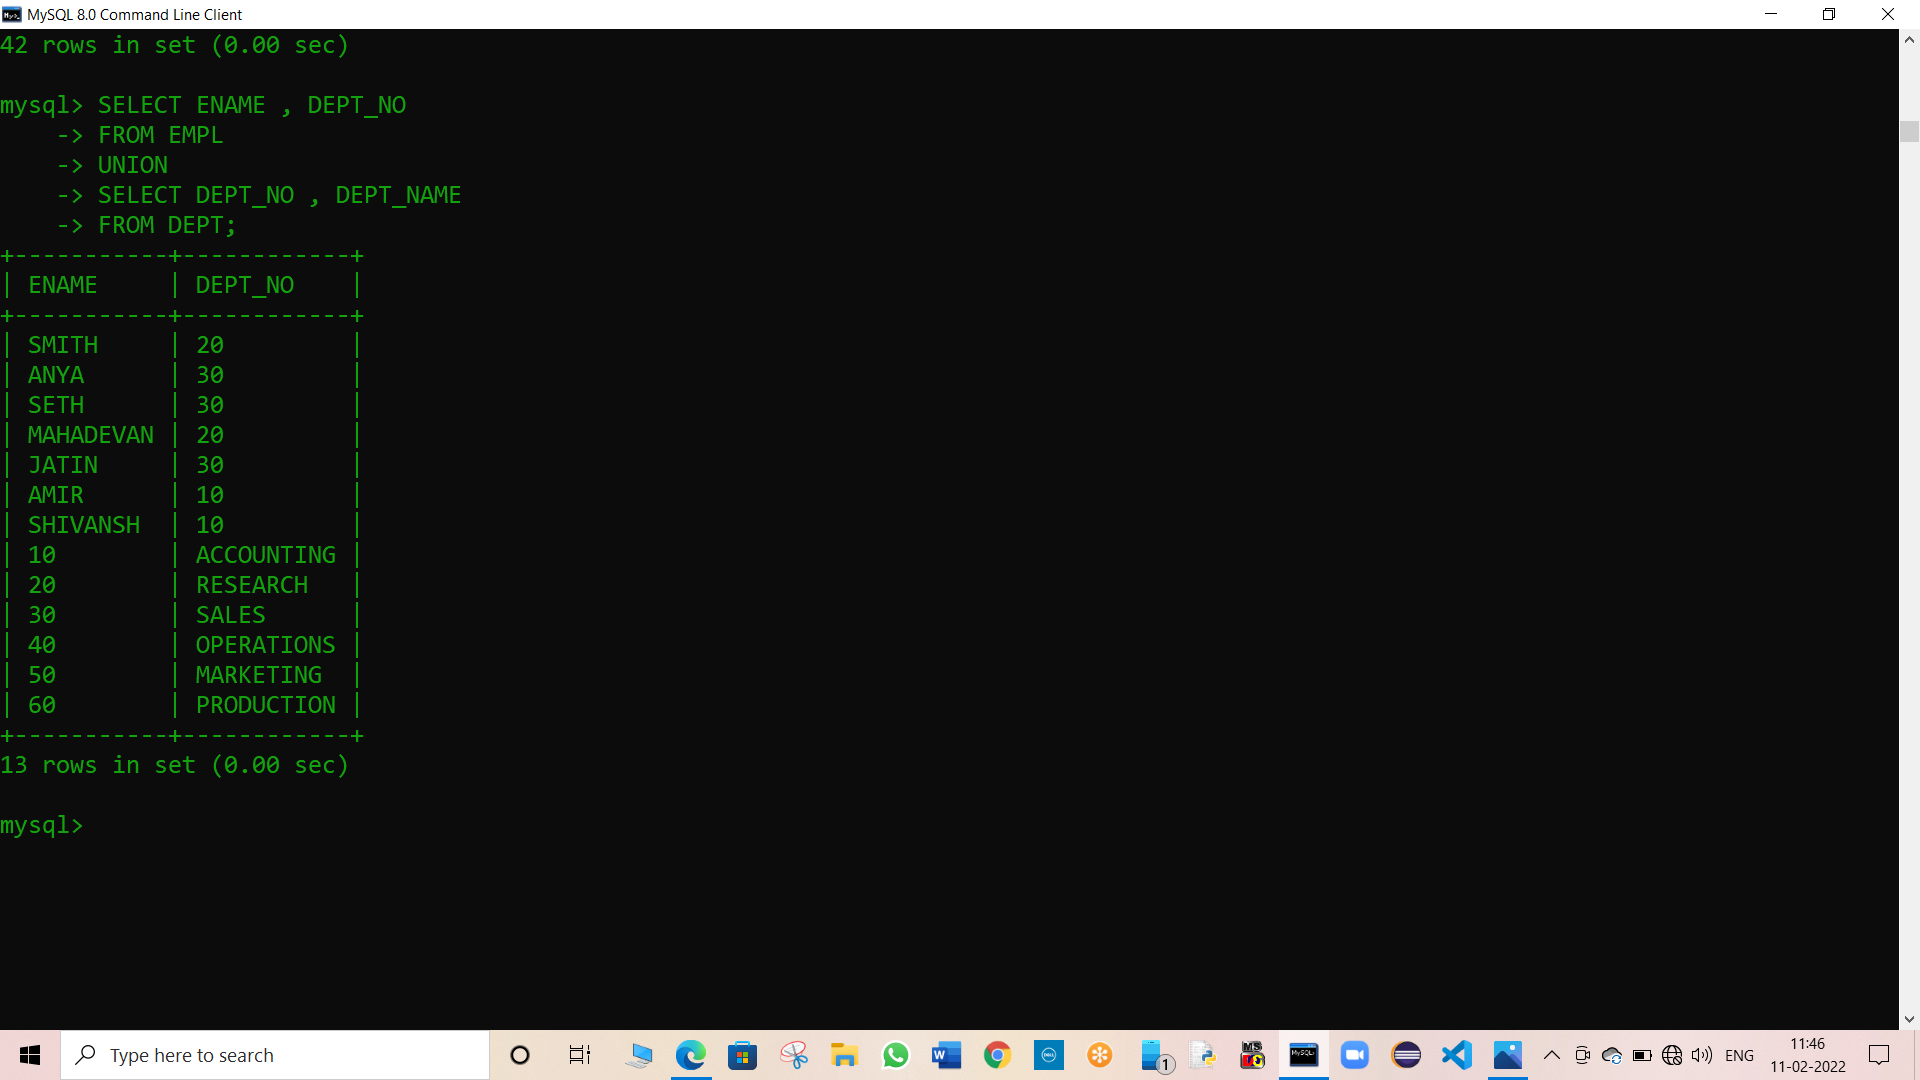 MySQL 8.0 Command Line Client
42 rows in set (0.00 sec)
mysql> SELECT ENAME , DEPT_NO
    -> FROM EMPL
    -> UNION
    -> SELECT DEPT_NO , DEPT_NAME
    -> FROM DEPT;
+-----------+------------+
| ENAME     | DEPT_NO    |
+-----------+------------+
| SMITH     | 20         |
| ANYA      | 30         |
| SETH      | 30         |
| MAHADEVAN | 20         |
| JATIN     | 30         |
| AMIR      | 10         |
| SHIVANSH  | 10         |
| 10        | ACCOUNTING |
| 20        | RESEARCH   |
| 30        | SALES      |
| 40        | OPERATIONS |
| 50        | MARKETING  |
| 60        | PRODUCTION |
+-----------+------------+
13 rows in set (0.00 sec)
mysql>
Type here to search
ENG
11:46
11-02-2022